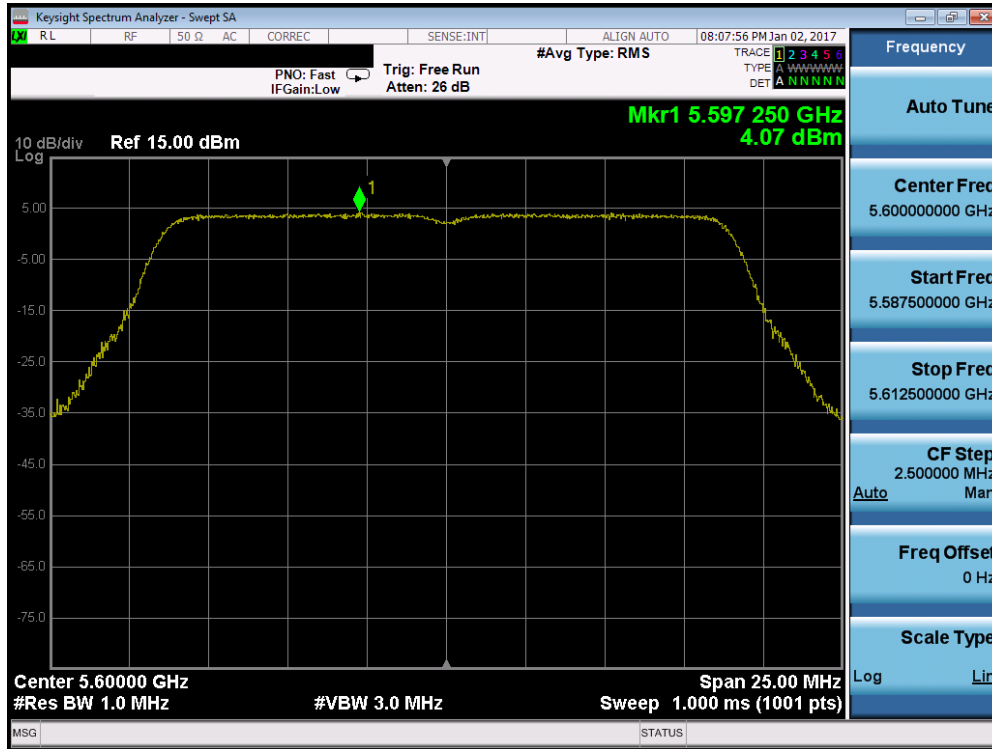 Keysight Spectrum Analyzer - Swept SA
LXI RL RF 50 Ω AC CORREC SENSE:INT ALIGN AUTO 08:07:56 PM Jan 02, 2017
PNO: Fast Trig: Free Run #Avg Type: RMS TRACE 1 2 3 4 5 6
IFGain:Low Atten: 26 dB TYPE A WWWWW
DET A N N N N N
Mkr1 5.597 250 GHz
10 dB/div Ref 15.00 dBm 4.07 dBm
Log
1
5.00
-5.00
-15.0
-25.0
-35.0
-45.0
-55.0
-65.0
-75.0
Center 5.60000 GHz Span 25.00 MHz
#Res BW 1.0 MHz #VBW 3.0 MHz Sweep 1.000 ms (1001 pts)
MSG STATUS
Frequency
Auto Tune
Center Freq
5.600000000 GHz
Start Freq
5.587500000 GHz
Stop Freq
5.612500000 GHz
CF Step
2.500000 MHz
Auto Man
Freq Offset
0 Hz
Scale Type
Log Lin